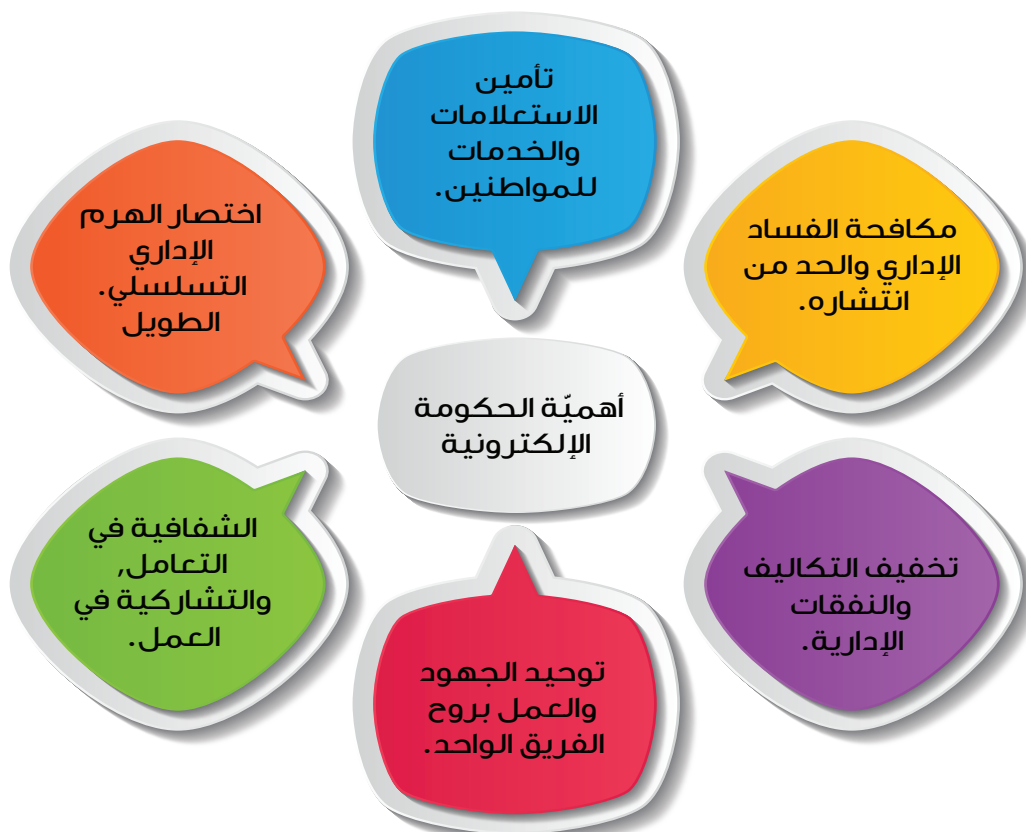 تأمين
الاستعلامات
والخدمات
للمواطنين.
مكافحة الفساد
الإداري والحد من
انتشاره.
اختصار الهرم
الإداري
التسلسلي.
الطويل
أهميّة الحكومة
الإلكترونية
تخفيف التكاليف
والنفقات
الإدارية.
الشفافية في
التعامل,
والتشاركية في
العمل.
توحيد الجهود
والعمل بروح
الفريق الواحد.